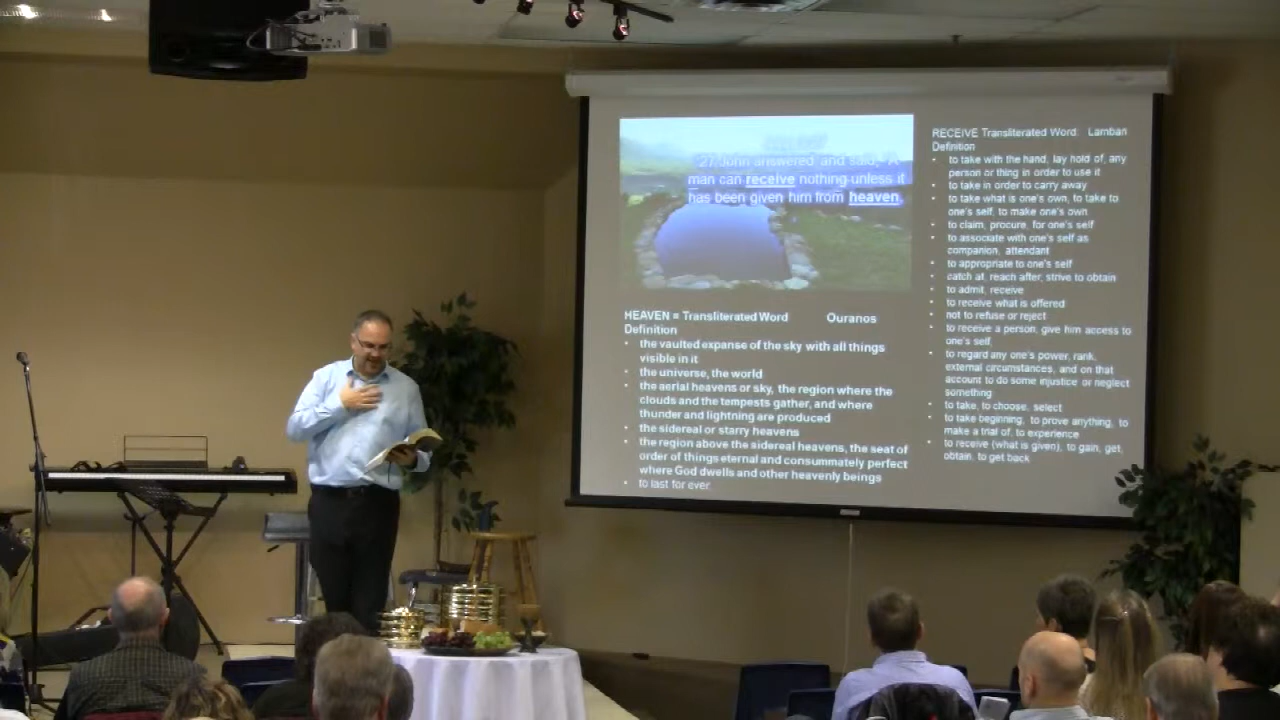 27 John answered and said, "A
man can receive nothing unless it
has been given him from heaven.
HEAVEN = Transliterated Word Ouranos
Definition
• the vaulted expanse of the sky with all things
visible in it
• the universe, the world
• the aerial heavens or sky, the region where the
clouds and the tempests gather, and where
thunder and lightning are produced
• the sidereal or starry heavens
• the region above the sidereal heavens, the seat of
order of things eternal and consummately perfect
where God dwells and other heavenly beings
• to last for ever
RECEIVE Transliterated Word Lamban
Definition
• to take with the hand, lay hold of, any
person or thing in order to use it
• to take in order to carry away
• to take what is one's own, to take to
one's self, to make one's own
• to claim, procure, for one's self
• to associate with one's self as
companion, attendant
• to appropriate to one's self
• catch at, reach after, strive to obtain
• to admit, receive
• to receive what is offered
• not to refuse or reject
• to receive a person, give him access to
one's self,
• to regard any one's power, rank,
external circumstances, and on that
account to do some injustice or neglect
something
• to take, to choose, select
• to take beginning, to prove anything, to
make a trial of, to experience
• to receive (what is given), to gain, get,
obtain, to get back